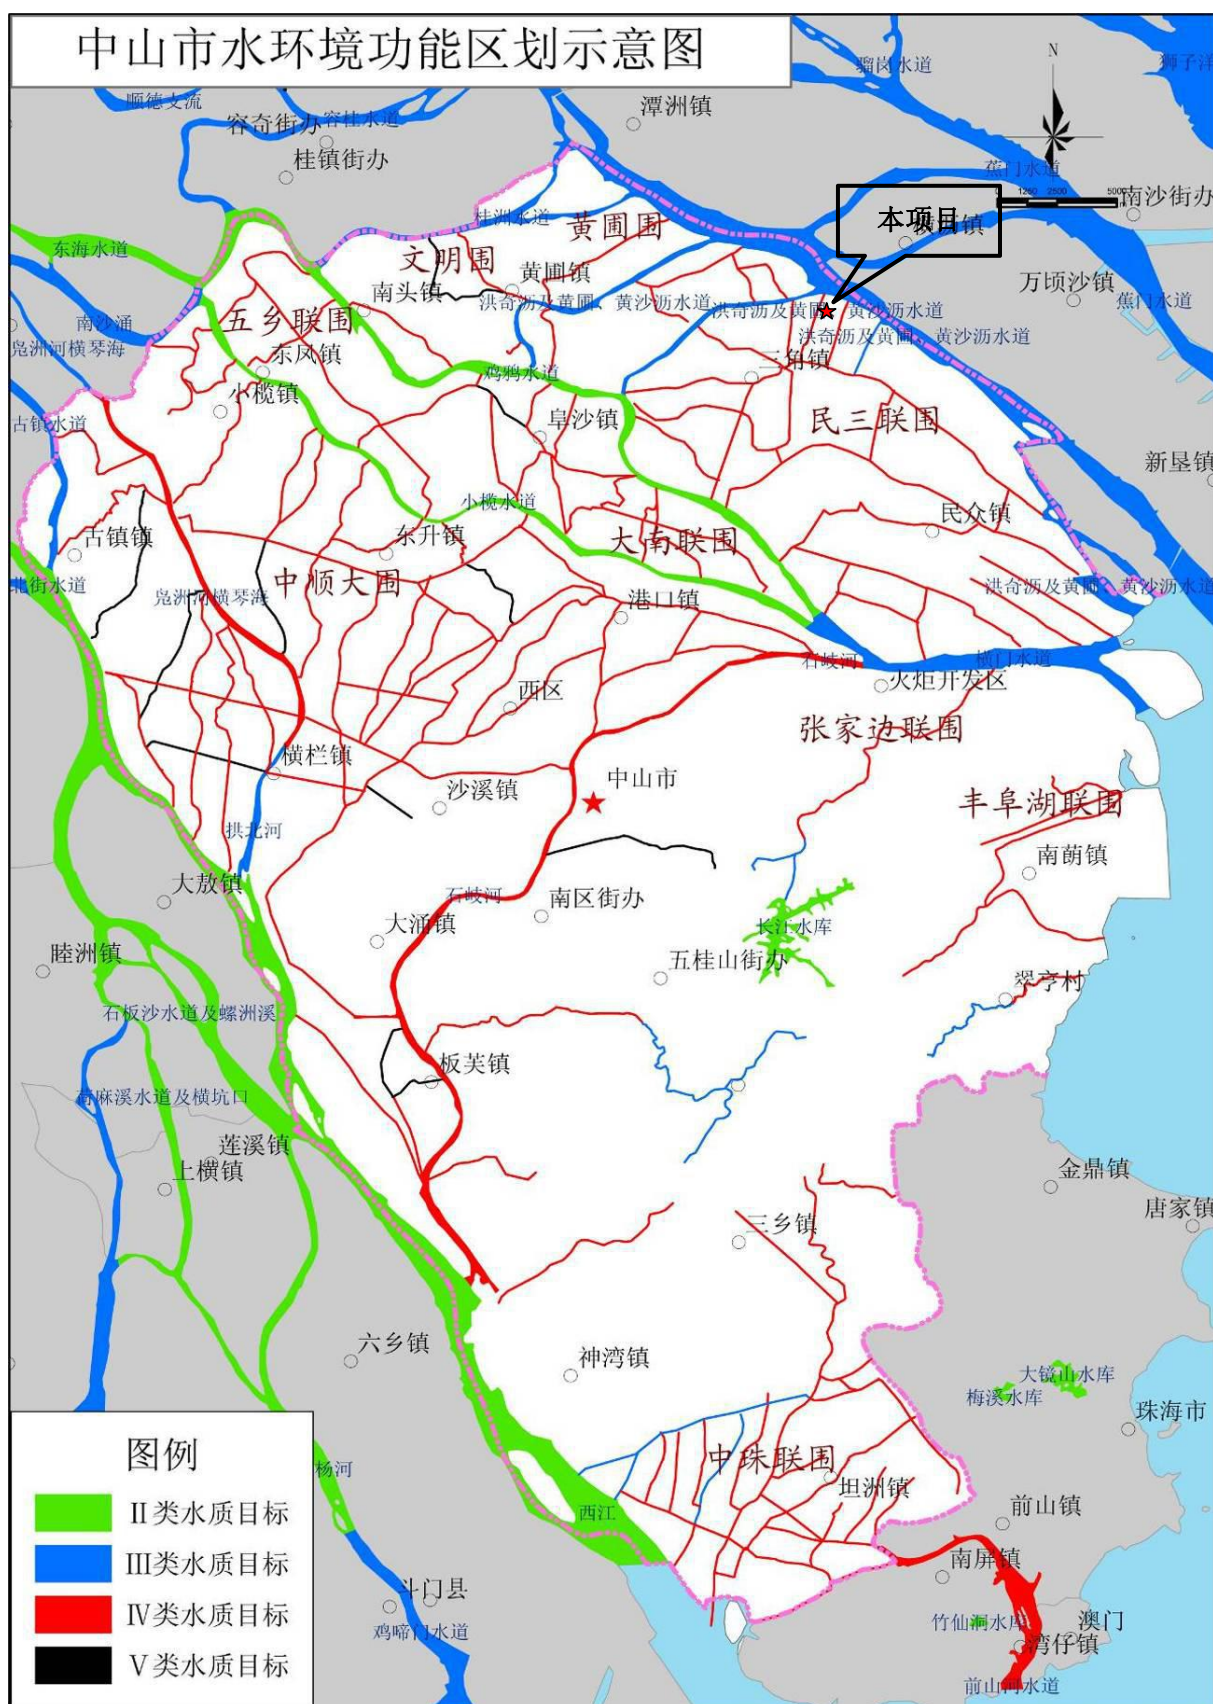 中山市水环境功能区划示意图
骝岗水道
狮子洋
N
顺德支流
容奇街办
容桂水道
潭洲镇
桂镇街办
蕉门水道
1250 2500
南沙街办
本项目
桂洲水道
黄圃围
东海水道
文明围
黄圃镇
万顷沙镇
南头镇
洪奇沥及黄圃、黄沙沥水道
洪奇沥及黄圃、黄沙沥水道
蕉门水道
南沙涌
五乡联围
洪奇沥及黄圃、黄沙沥水道
凫洲河横琴海
东凤镇
鸡鸦水道
三角镇
小榄镇
古镇水道
阜沙镇
民三联围
新垦镇
小榄水道
民众镇
古镇镇
东升镇
大南联围
北街水道
中顺大围
凫洲河横琴海
港口镇
洪奇沥及黄圃、黄沙沥水道
石岐河
横门水道
西区
火炬开发区
张家边联围
横栏镇
中山市
沙溪镇
丰阜湖联围
拱北河
南蓢镇
大敖镇
石岐河
南区街办
大涌镇
长江水库
睦洲镇
五桂山街办
翠亨村
石板沙水道及螺洲溪
板芙镇
荷麻溪水道及横坑口
莲溪镇
上横镇
金鼎镇
唐家镇
三乡镇
六乡镇
神湾镇
大镜山水库
梅溪水库
珠海市
图例
中珠联围
杨河
坦洲镇
Ⅱ类水质目标
西江
前山镇
Ⅲ类水质目标
南屏镇
Ⅳ类水质目标
斗门县
鸡啼门水道
竹仙洞水库
澳门
湾仔镇
Ⅴ类水质目标
前山河水道